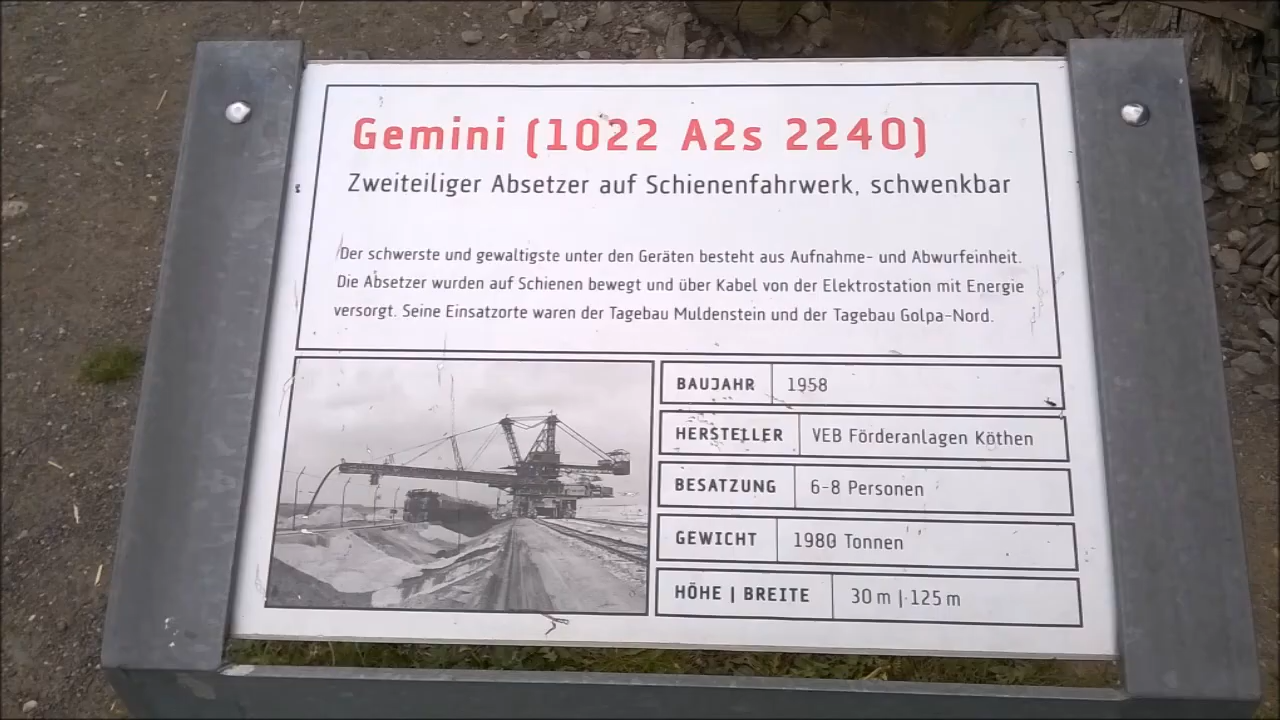 Gemini (1022 A2s 2240)
Zweiteiliger Absetzer auf Schienenfahrwerk, schwenkbar
Der schwerste und gewaltigste unter den Geräten besteht aus Aufnahme- und Abwurfeinheit.
Die Absetzer wurden auf Schienen bewegt und über Kabel von der Elektrostation mit Energie
versorgt. Seine Einsatzorte waren der Tagebau Muldenstein und der Tagebau Golpa-Nord.
BAUJAHR 1958
HERSTELLER VEB Förderanlagen Köthen
BESATZUNG 6-8 Personen
GEWICHT 1980 Tonnen
HÖHE | BREITE 30 m | 125 m